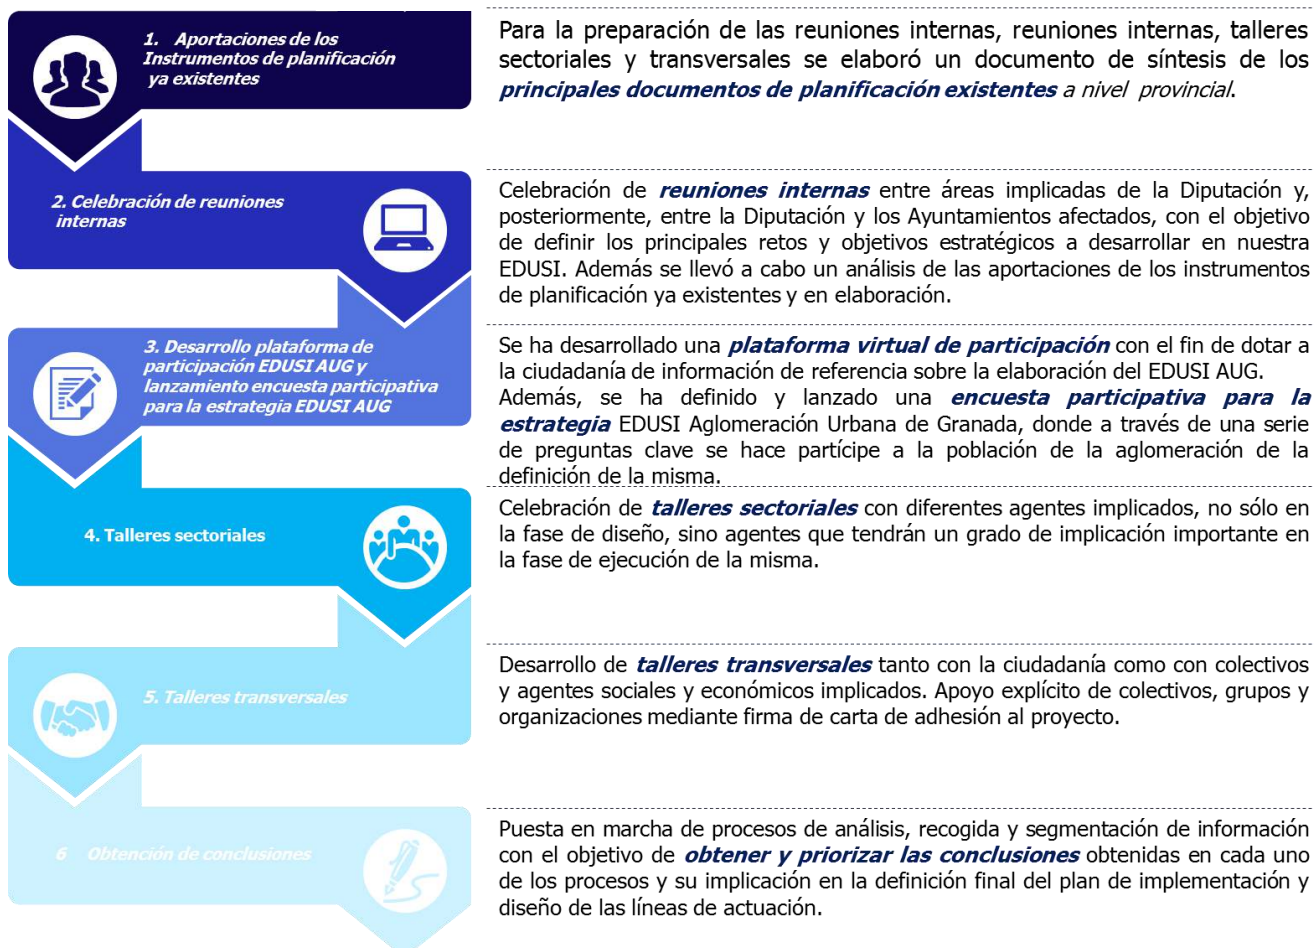 1. Aportaciones de los
Instrumentos de planificación
ya existentes
Para la preparación de las reuniones internas, reuniones internas, talleres
sectoriales y transversales se elaboró un documento de síntesis de los
principales documentos de planificación existentes a nivel provincial.
2. Celebración de reuniones
internas
Celebración de reuniones internas entre áreas implicadas de la Diputación y,
posteriormente, entre la Diputación y los Ayuntamientos afectados, con el objetivo
de definir los principales retos y objetivos estratégicos a desarrollar en nuestra
EDUSI. Además se llevó a cabo un análisis de las aportaciones de los instrumentos
de planificación ya existentes y en elaboración.
3. Desarrollo plataforma de
participación EDUSI AUG y
lanzamiento encuesta participativa
para la estrategia EDUSI AUG
Se ha desarrollado una plataforma virtual de participación con el fin de dotar a
la ciudadanía de información de referencia sobre la elaboración del EDUSI AUG.
Además, se ha definido y lanzado una encuesta participativa para la
estrategia EDUSI Aglomeración Urbana de Granada, donde a través de una serie
de preguntas clave se hace partícipe a la población de la aglomeración de la
definición de la misma.
4. Talleres sectoriales
Celebración de talleres sectoriales con diferentes agentes implicados, no sólo en
la fase de diseño, sino agentes que tendrán un grado de implicación importante en
la fase de ejecución de la misma.
5. Talleres transversales
Desarrollo de talleres transversales tanto con la ciudadanía como con colectivos
y agentes sociales y económicos implicados. Apoyo explícito de colectivos, grupos y
organizaciones mediante firma de carta de adhesión al proyecto.
6 Obtención de conclusiones
Puesta en marcha de procesos de análisis, recogida y segmentación de información
con el objetivo de obtener y priorizar las conclusiones obtenidas en cada uno
de los procesos y su implicación en la definición final del plan de implementación y
diseño de las líneas de actuación.